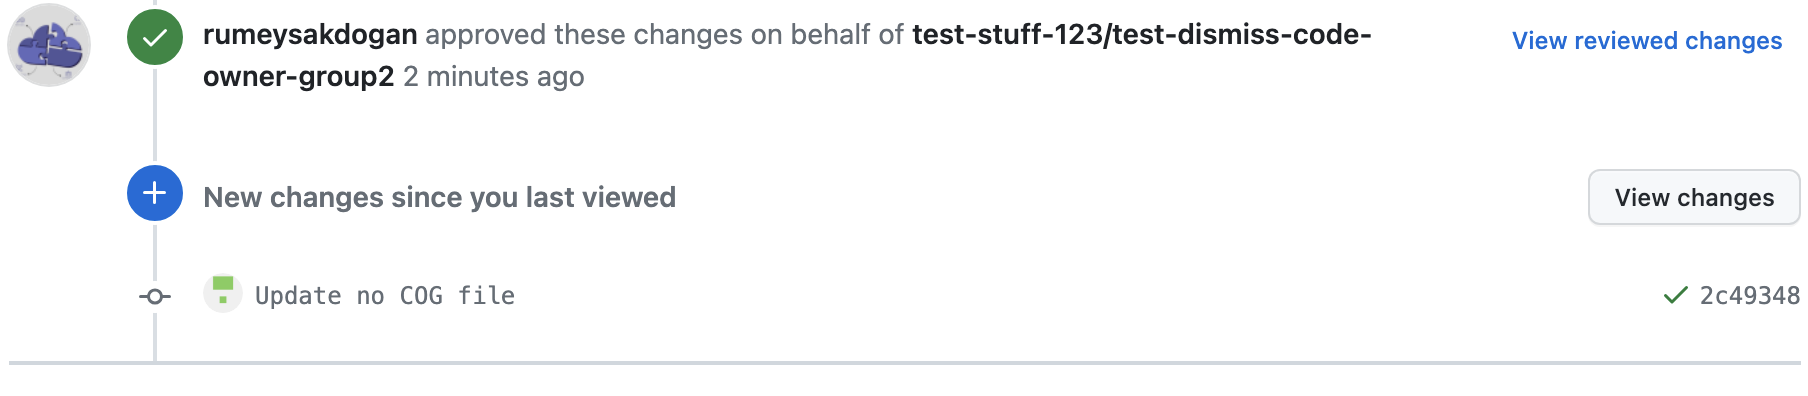 rumeysakdogan approved these changes on behalf of test-stuff-123/test-dismiss-code-
owner-group2 2 minutes ago
View reviewed changes
New changes since you last viewed
View changes
Update no COG file
2c49348